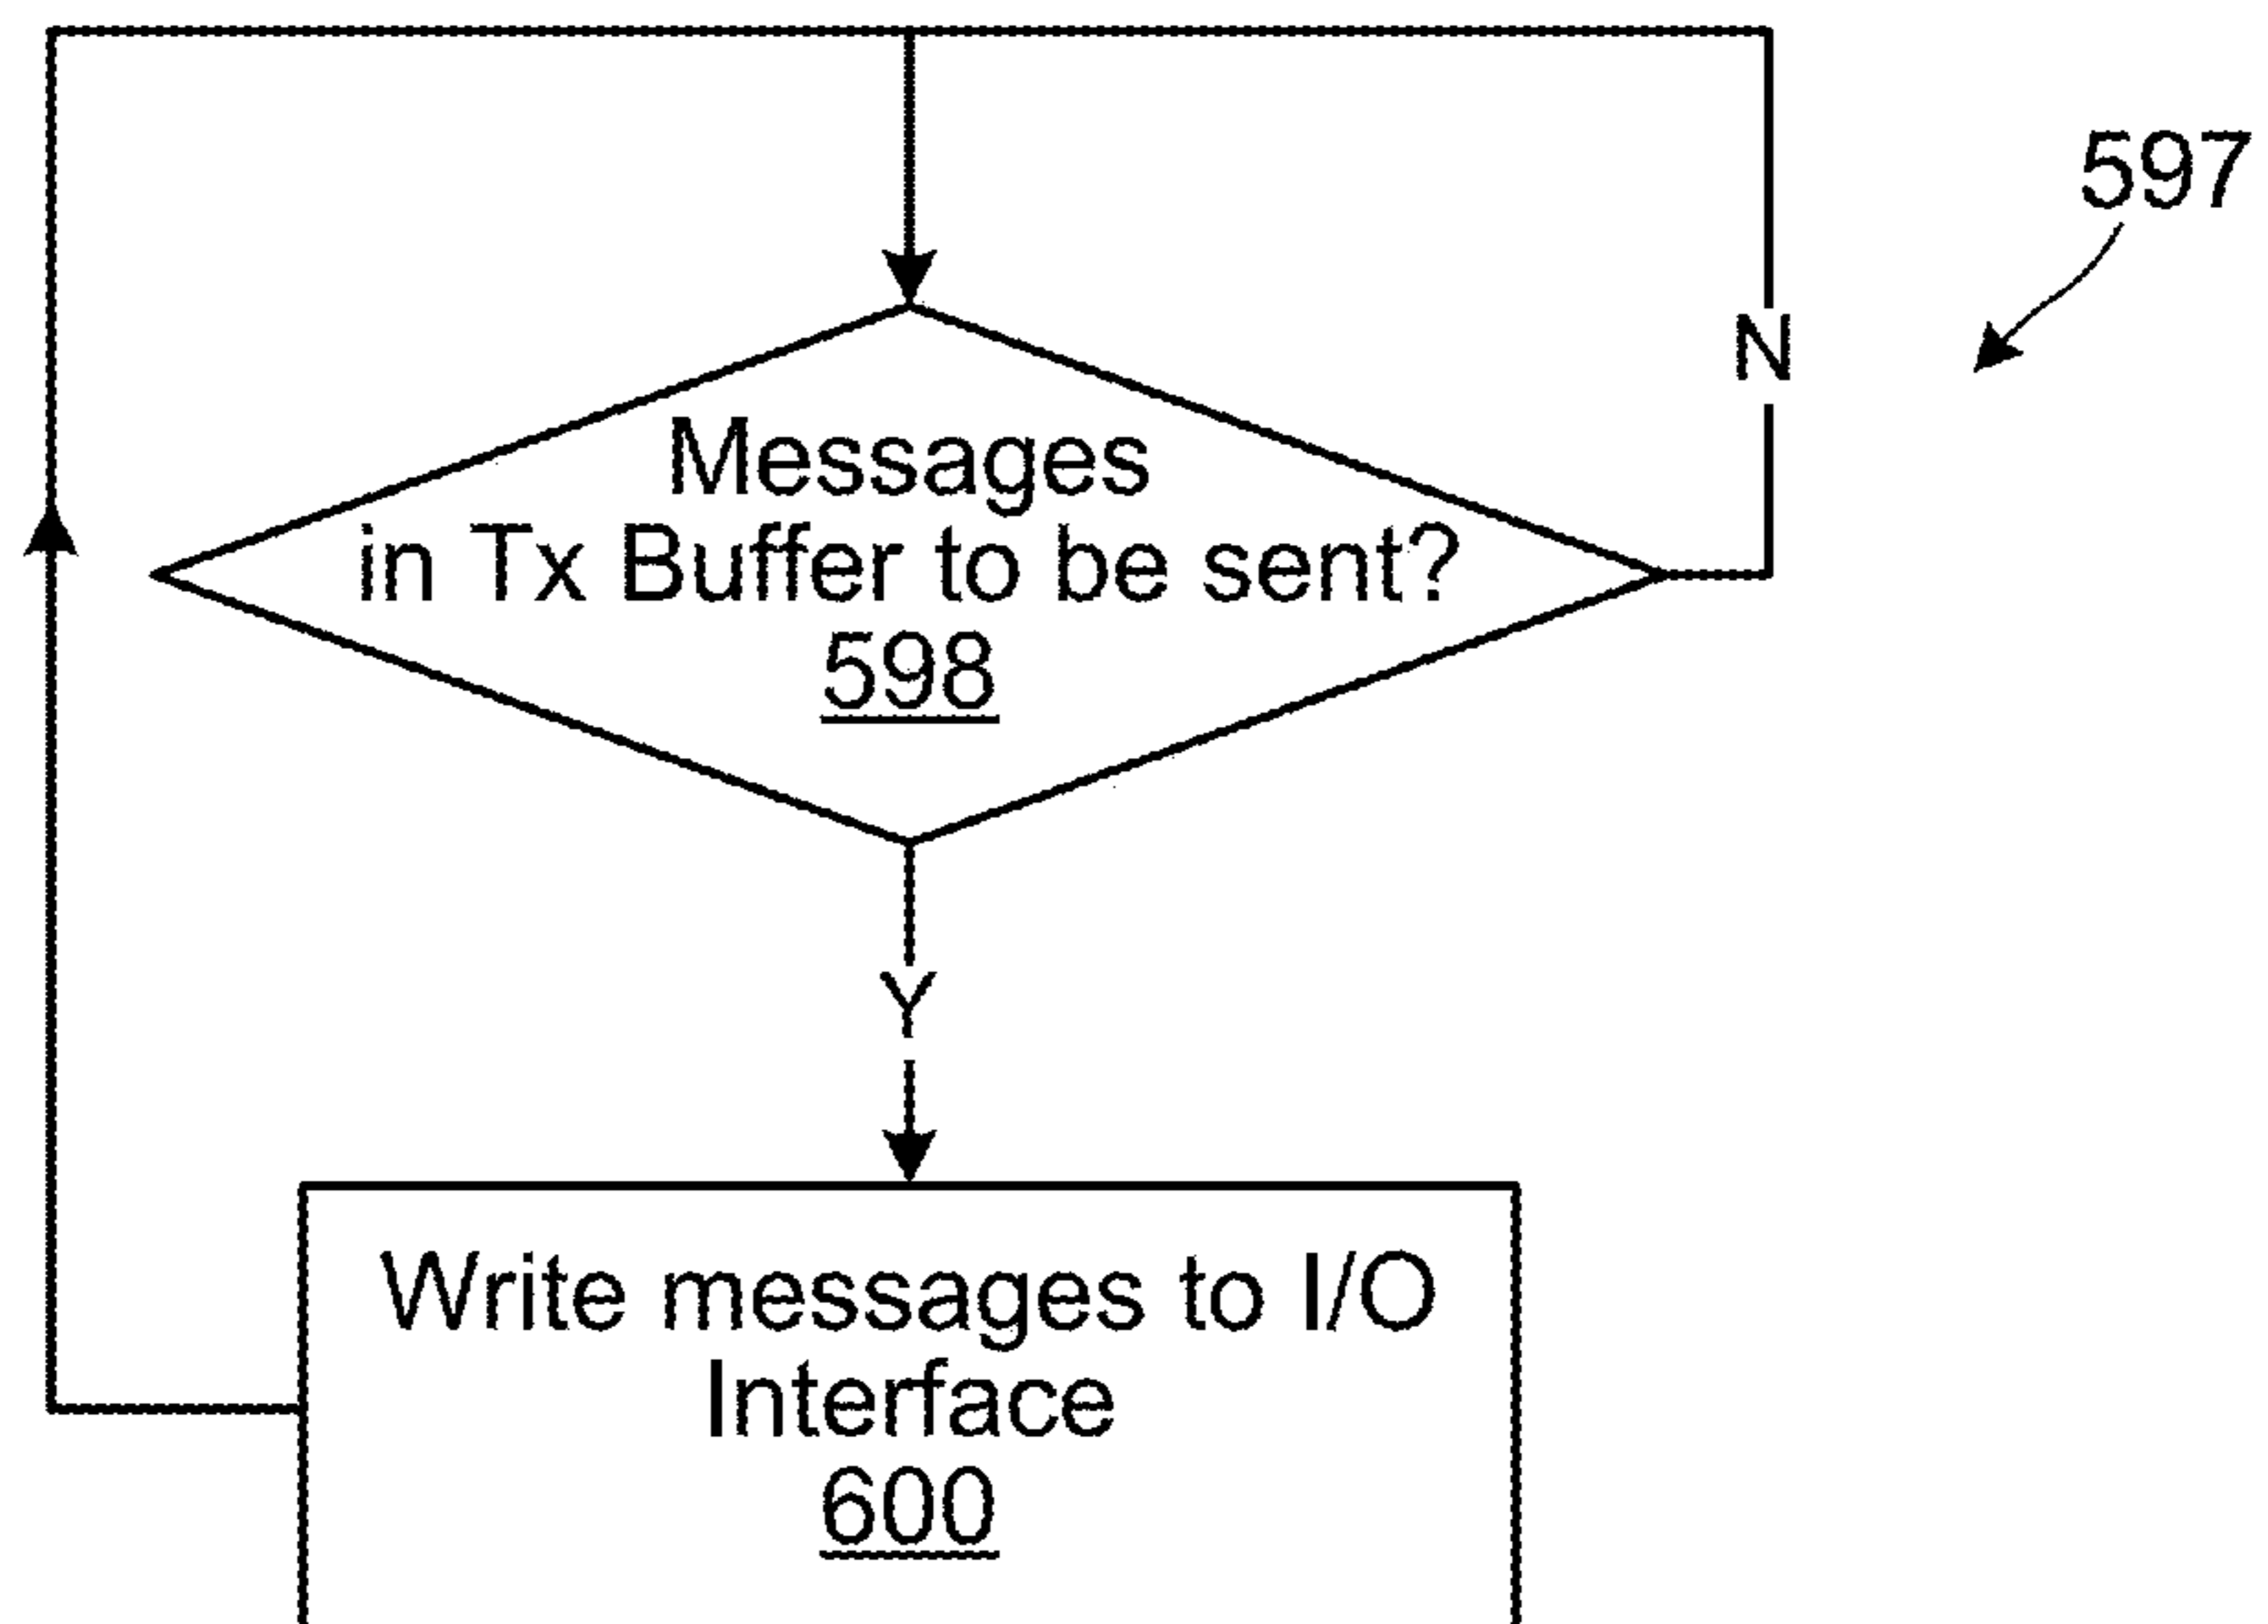 597
N
Messages
in Tx Buffer to be sent?
598
Y
Write messages to I/O
Interface
600